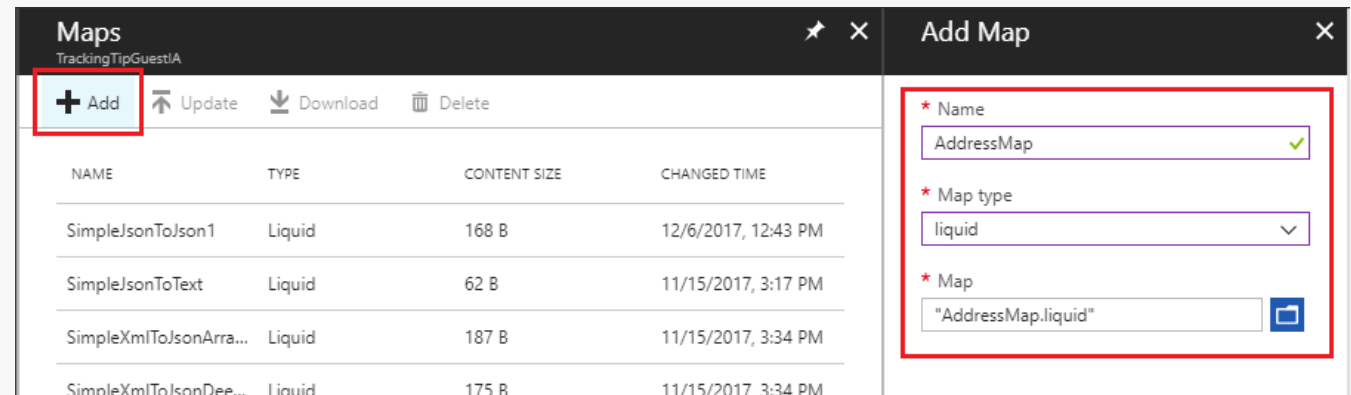 Maps
TrackingTipGuestIA
Add Update Download Delete
NAME TYPE CONTENT SIZE CHANGED TIME
SimpleJsonToJson1 Liquid 168 B 12/6/2017, 12:43 PM
SimpleJsonToText Liquid 62 B 11/15/2017, 3:17 PM
SimpleXmlToJsonArra... Liquid 187 B 11/15/2017, 3:34 PM
SimpleXmlToJsonDee... Liquid 175 B 11/15/2017, 3:34 PM
Add Map
* Name
AddressMap
* Map type
liquid
* Map
"AddressMap.liquid"